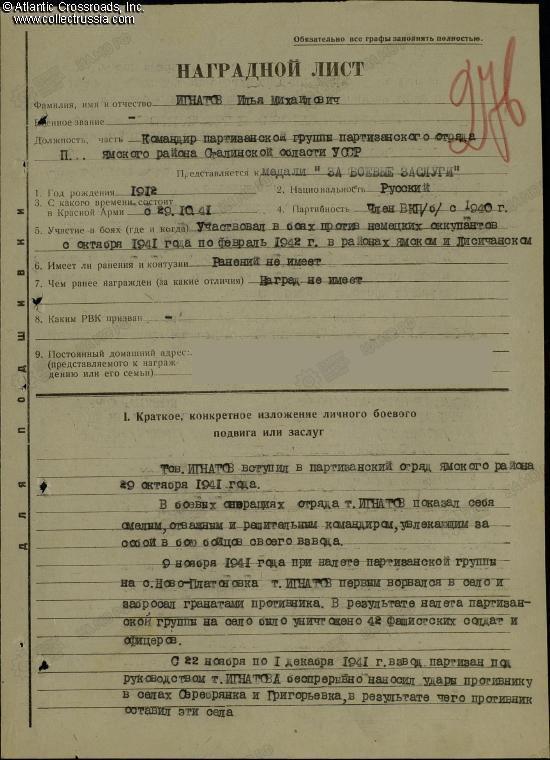 © Atlantic Crossroads, Inc.
www.collectrussia.com
Обязательно все графы заполнять полностью.
276
НАГРАДНОЙ ЛИСТ
Фамилия, имя и отчество ИГНАТОВ Илья Михайлович
Военное звание –
Должность, часть Командир партизанской группы партизанского отряда
П... ямского района Сталинской области УССР
Представляется к медали "ЗА БОЕВЫЕ ЗАСЛУГИ"
1. Год рождения 1912 2. Национальность Русский
3. С какого времени состоит
в Красной Армии с 29.10.41 4. Партийность Член ВКП/б/ с 1940 г.
5. Участие в боях (где и когда) Участвовал в боях против немецких оккупантов
с октября 1941 года по февраль 1942 г. в районах ямском и Лисичанском
6. Имеет ли ранения и контузии Ранений не имеет
7. Чем ранее награжден (за какие отличия) Наград не имеет
8. Каким РВК призван –
9. Постоянный домашний адрес:
(представляемого к награж-
дению или его семьи)
I. Краткое, конкретное изложение личного боевого
подвига или заслуг
Тов. ИГНАТОВ вступил в партизанский отряд ямского района
29 октября 1941 года.
В боевых операциях отряда т. ИГНАТОВ показал себя
смелым, отважным и решительным командиром, увлекающим за
собой в бою бойцов своего взвода.
9 ноября 1941 года при налете партизанской группы
на с. Ново-Платоновка т. ИГНАТОВ первым ворвался в село и
забросал гранатами противника. В результате налета партизан-
ской группы на село было уничтожено 42 фашистских солдат и
офицеров.
С 22 ноября по I декабря 1941 г. взвод партизан под
руководством т. ИГНАТОВА беспрерывно наносил удары противнику
в селах Серебрянка и Григорьевка, в результате чего противник
оставил эти села
для подшивки